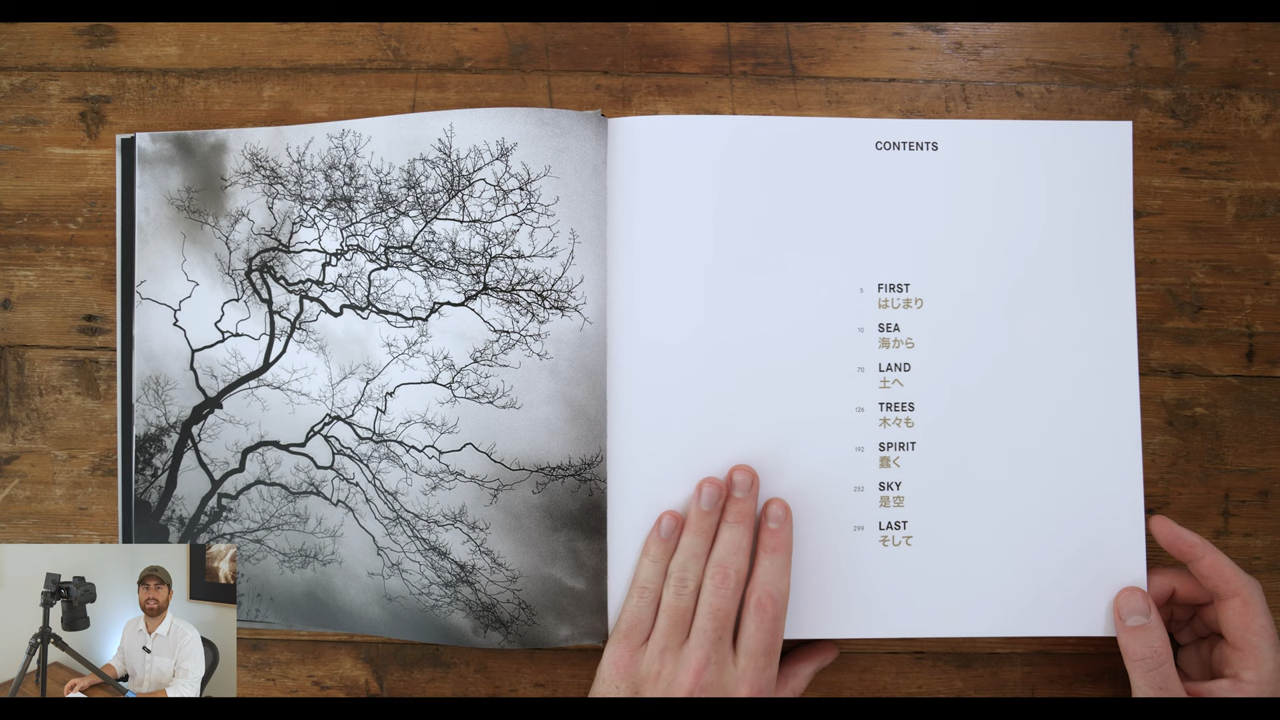 CONTENTS
5 FIRST
はじまり
10 SEA
海から
70 LAND
土へ
126 TREES
木々も
192 SPIRIT
蠢く
252 SKY
是空
299 LAST
そして